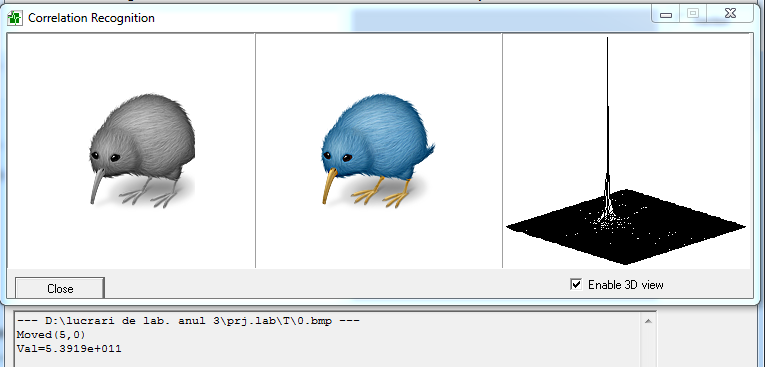 Correlation Recognition
Close
Enable 3D view
--- D:\lucrari de lab. anul 3\prj.lab\T\0.bmp ---
Moved(5,0)
Val=5.3919e+011